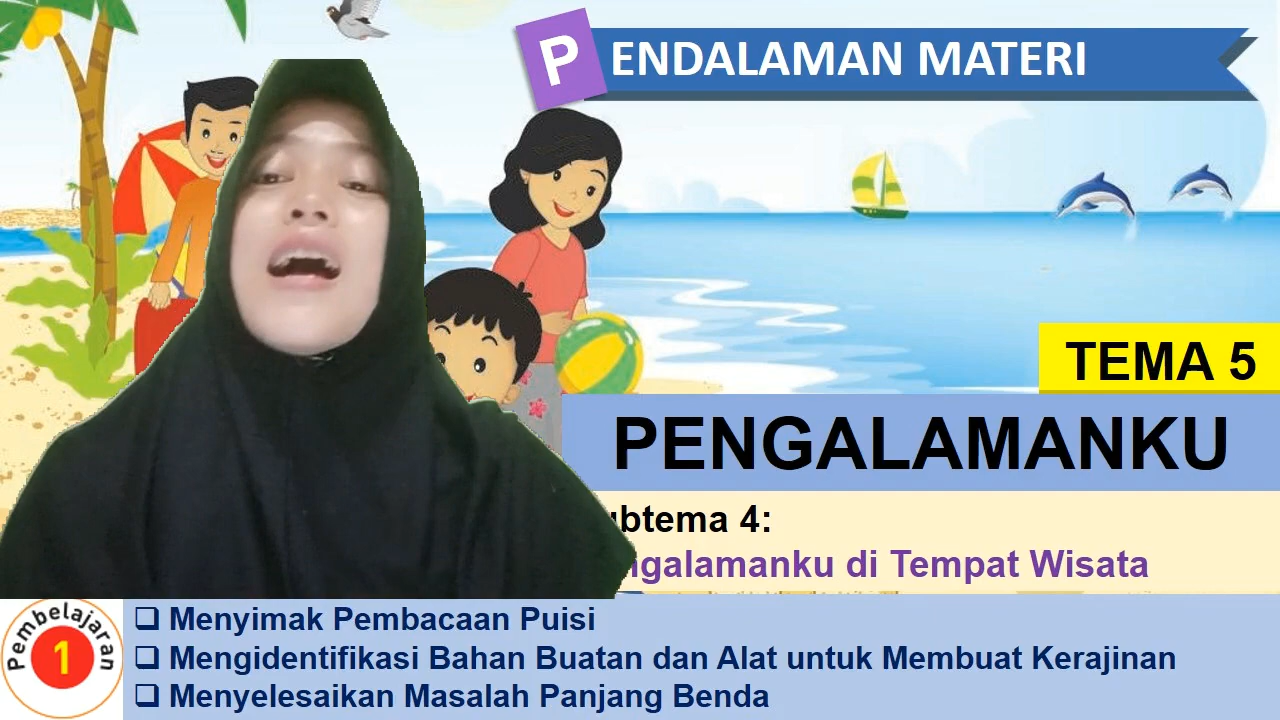 PENDALAMAN MATERI
TEMA 5
PENGALAMANKU
ubtema 4:
ngalamanku di Tempat Wisata
Pembelajaran
1
❑ Menyimak Pembacaan Puisi
❑ Mengidentifikasi Bahan Buatan dan Alat untuk Membuat Kerajinan
❑ Menyelesaikan Masalah Panjang Benda